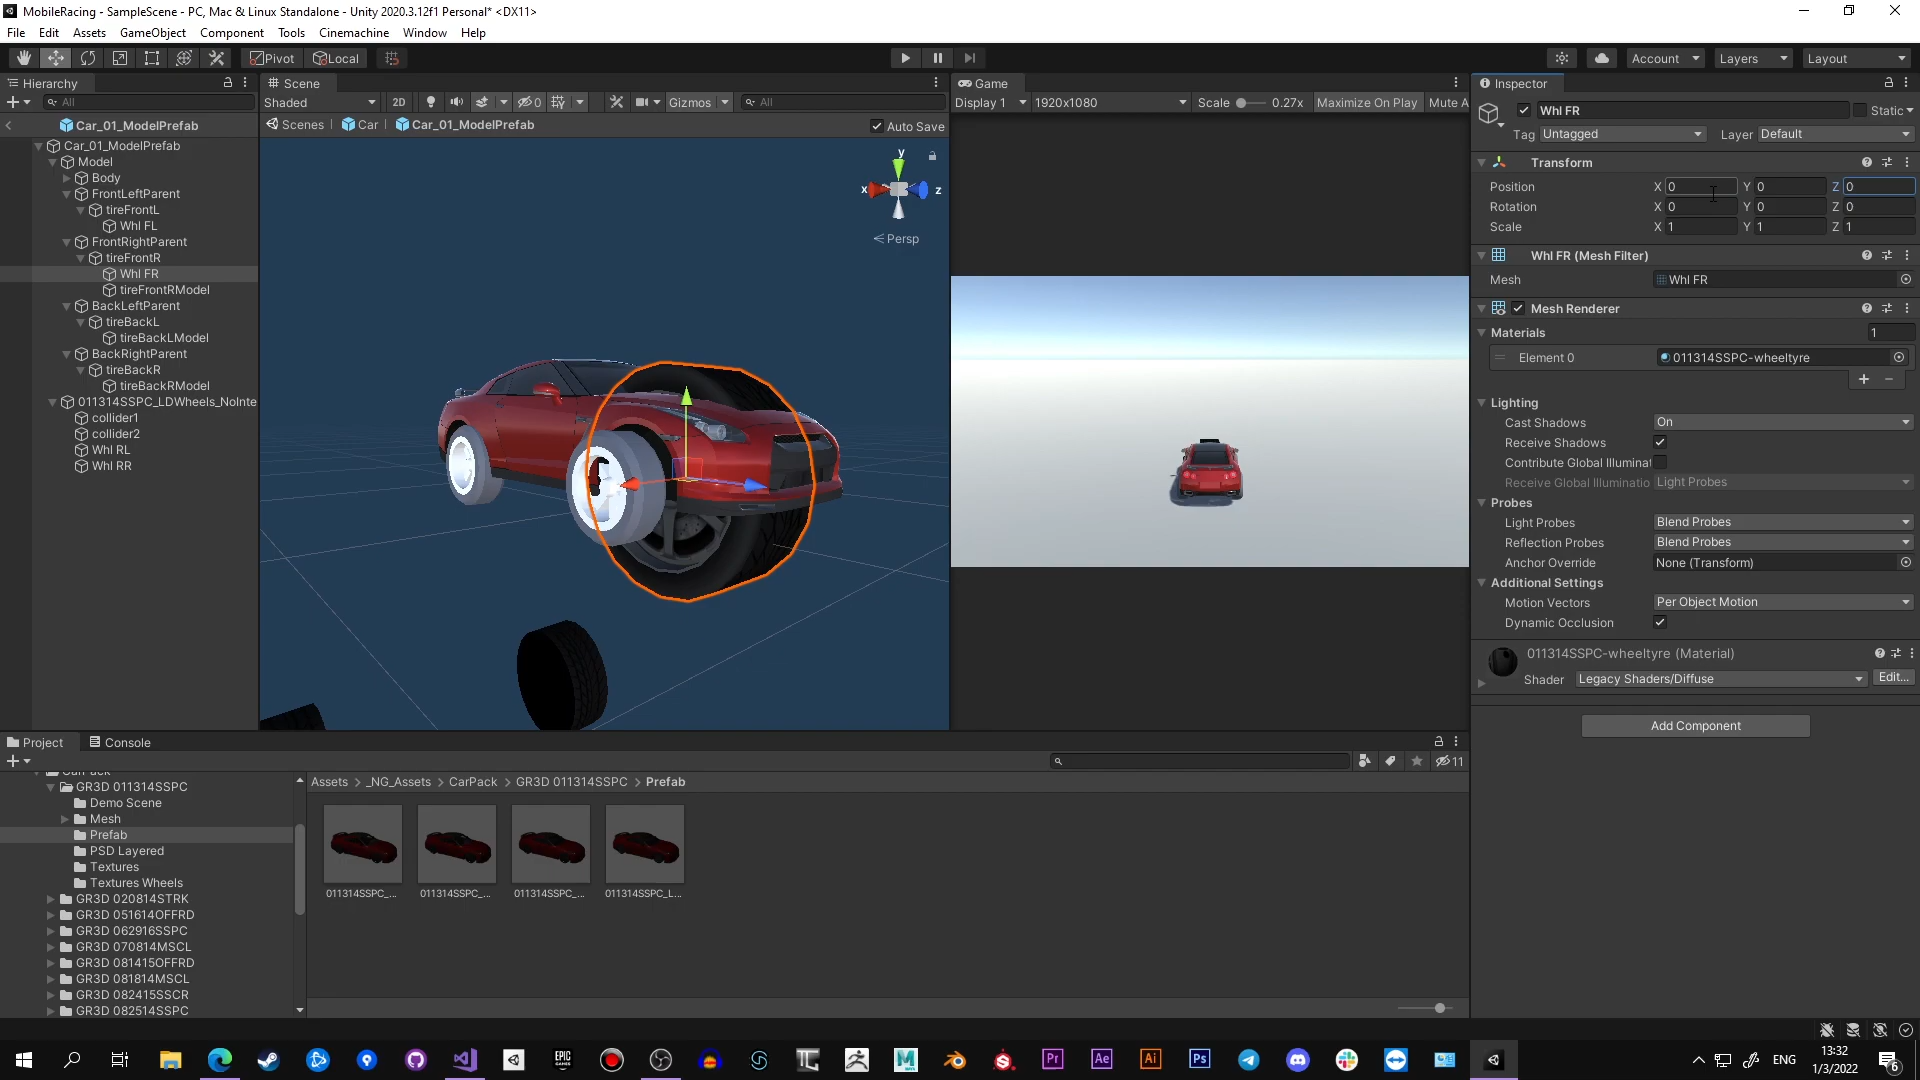 MobileRacing - SampleScene - PC, Mac & Linux Standalone - Unity 2020.3.12f1 Personal* <DX11>
File Edit Assets GameObject Component Tools Cinemachine Window Help
Pivot Local Account Layers Layout
Hierarchy
All
Car_01_ModelPrefab
Car_01_ModelPrefab
Model
Body
FrontLeftParent
tireFrontL
Whl FL
FrontRightParent
tireFrontR
Whl FR
tireFrontRModel
BackLeftParent
tireBackL
tireBackLModel
BackRightParent
tireBackR
tireBackRModel
011314SSPC_LDWheels_NoInte
collider1
collider2
Whl RL
Whl RR
Scene
Shaded 2D 0 Gizmos All
Scenes Car Car_01_ModelPrefab Auto Save
y
x z
Persp
Game
Display 1 1920x1080 Scale 0.27x Maximize On Play Mute A
Inspector
Whl FR Static
Tag Untagged Layer Default
Transform
Position X 0 Y 0 Z 0
Rotation X 0 Y 0 Z 0
Scale X 1 Y 1 Z 1
Whl FR (Mesh Filter)
Mesh Whl FR
Mesh Renderer
Materials 1
Element 0 011314SSPC-wheeltyre
Lighting
Cast Shadows On
Receive Shadows
Contribute Global Illuminat
Receive Global Illuminatio Light Probes
Probes
Light Probes Blend Probes
Reflection Probes Blend Probes
Anchor Override None (Transform)
Additional Settings
Motion Vectors Per Object Motion
Dynamic Occlusion
011314SSPC-wheeltyre (Material)
Shader Legacy Shaders/Diffuse Edit...
Add Component
Project Console
11
GR3D 011314SSPC
Demo Scene
Mesh
Prefab
PSD Layered
Textures
Textures Wheels
GR3D 020814STRK
GR3D 051614OFFRD
GR3D 062916SSPC
GR3D 070814MSCL
GR3D 081415OFFRD
GR3D 081814MSCL
GR3D 082415SSCR
GR3D 082514SSPC
Assets > _NG_Assets > CarPack > GR3D 011314SSPC > Prefab
011314SSPC_... 011314SSPC_... 011314SSPC_... 011314SSPC_L...
EPIC GAMES M Pr Ae Ai Ps
ENG
13:32
1/3/2022
6